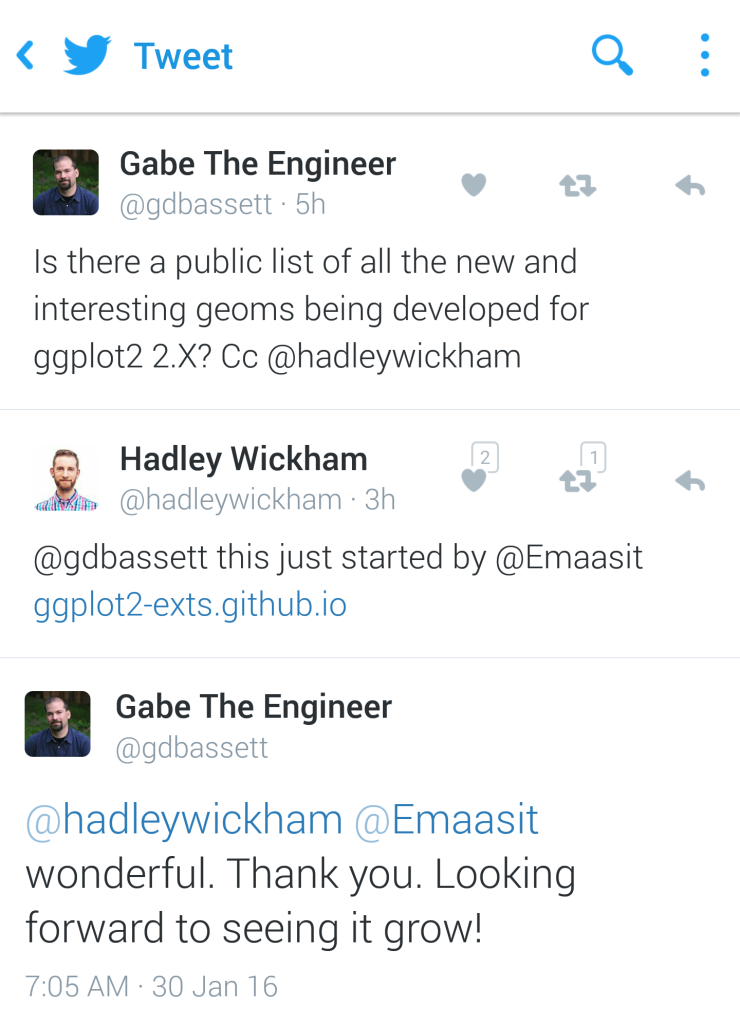 Tweet
Gabe The Engineer
@gdbassett · 5h
Is there a public list of all the new and
interesting geoms being developed for
ggplot2 2.X? Cc @hadleywickham
Hadley Wickham
@hadleywickham · 3h
2
1
@gdbassett this just started by @Emaasit
ggplot2-exts.github.io
Gabe The Engineer
@gdbassett
@hadleywickham @Emaasit
wonderful. Thank you. Looking
forward to seeing it grow!
7:05 AM · 30 Jan 16